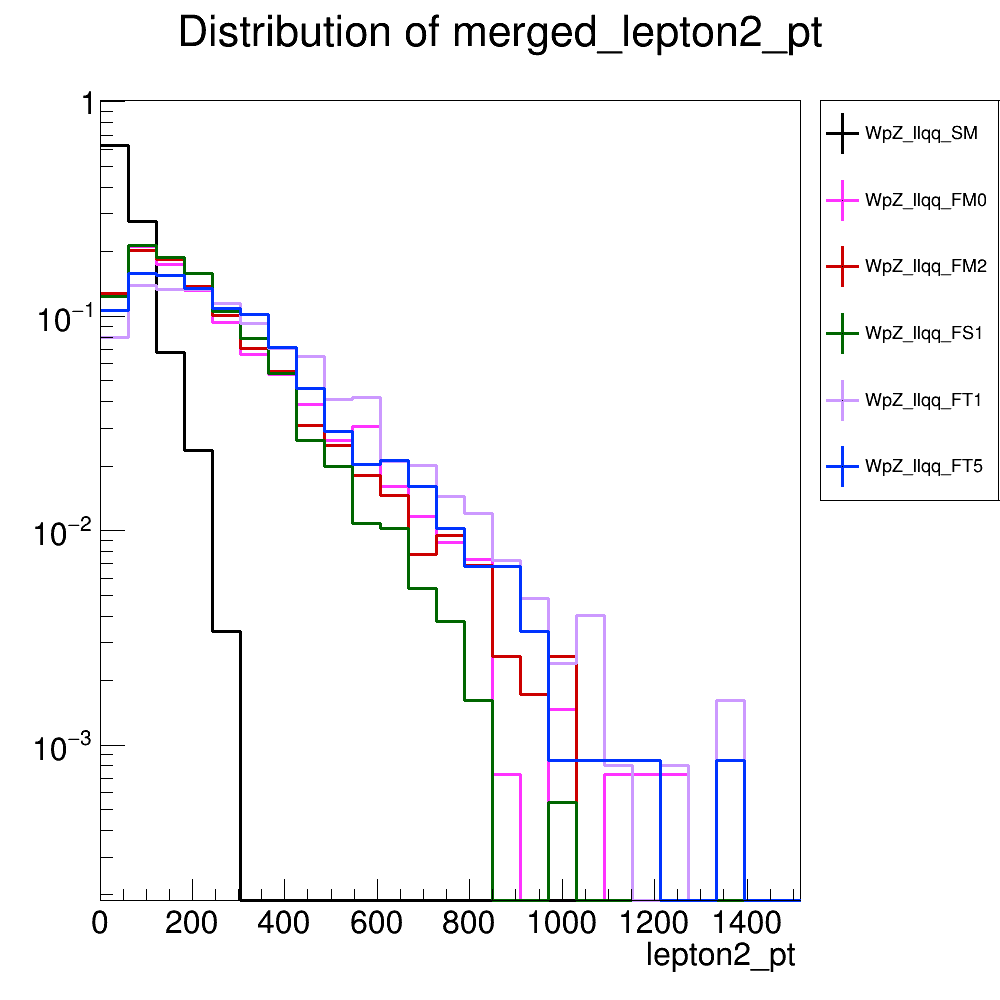 Distribution of merged_lepton2_pt
1
10⁻¹
10⁻²
10⁻³
0 200 400 600 800 1000 1200 1400
lepton2_pt
WpZ_llqq_SM
WpZ_llqq_FM0
WpZ_llqq_FM2
WpZ_llqq_FS1
WpZ_llqq_FT1
WpZ_llqq_FT5